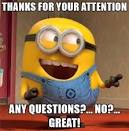 THANKS FOR YOUR ATTENTION
ANY QUESTIONS?... NO?...
GREAT!